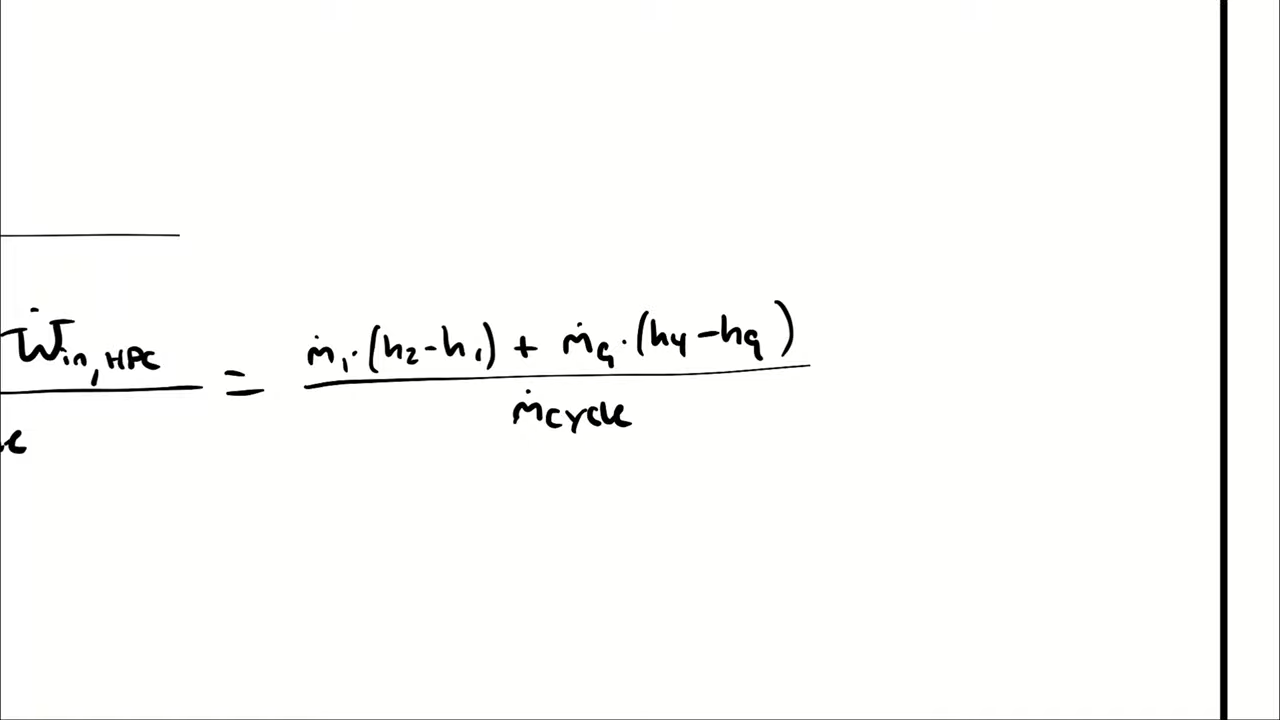 Ẇin,HPC = ṁ1·(h2-h1) + ṁ9·(h4-h9)
ṁcycle